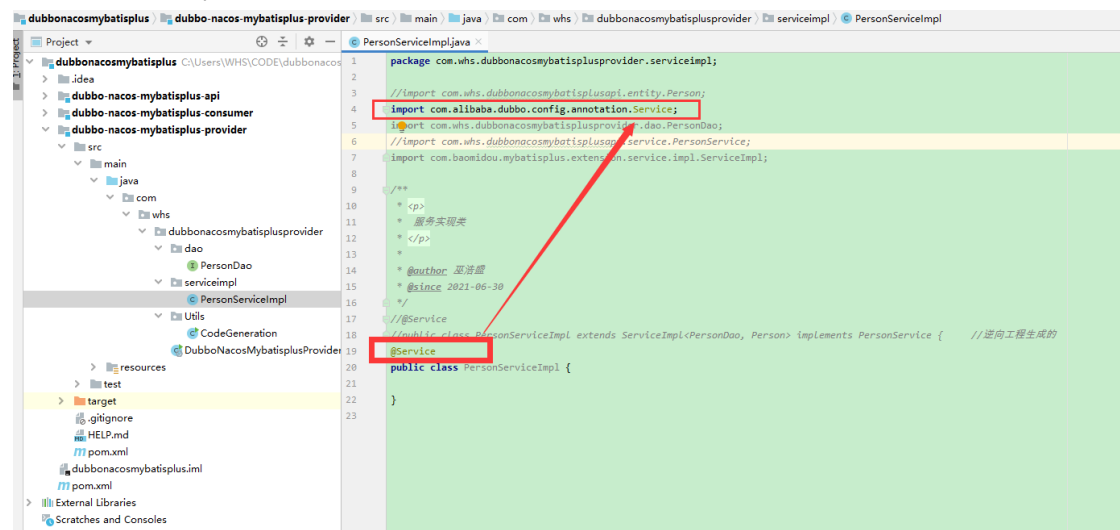 dubbonacosmybatisplus dubbo-nacos-mybatisplus-provider src main java com whs dubbonacosmybatisplusprovider serviceimpl PersonServiceImpl
1: Project
Project
PersonServiceImpl.java
dubbonacosmybatisplus C:\Users\WHS\CODE\dubbonacos
.idea
dubbo-nacos-mybatisplus-api
dubbo-nacos-mybatisplus-consumer
dubbo-nacos-mybatisplus-provider
src
main
java
com
whs
dubbonacosmybatisplusprovider
dao
PersonDao
serviceimpl
PersonServiceImpl
Utils
CodeGeneration
DubboNacosMybatisplusProvider
resources
test
target
.gitignore
HELP.md
pom.xml
dubbonacosmybatisplus.iml
pom.xml
External Libraries
Scratches and Consoles
1 package com.whs.dubbonacosmybatisplusprovider.serviceimpl;
2
3 //import com.whs.dubbonacosmybatisplusapi.entity.Person;
4 import com.alibaba.dubbo.config.annotation.Service;
5 import com.whs.dubbonacosmybatisplusprovider.dao.PersonDao;
6 //import com.whs.dubbonacosmybatisplusapi.service.PersonService;
7 import com.baomidou.mybatisplus.extension.service.impl.ServiceImpl;
8
9 /**
10 * <p>
11 * 服务实现类
12 * </p>
13 *
14 * @author 巫浩盛
15 * @since 2021-06-30
16 */
17 //@Service
18 //public class PersonServiceImpl extends ServiceImpl<PersonDao, Person> implements PersonService { //逆向工程生成的
19 @Service
20 public class PersonServiceImpl {
21
22 }
23